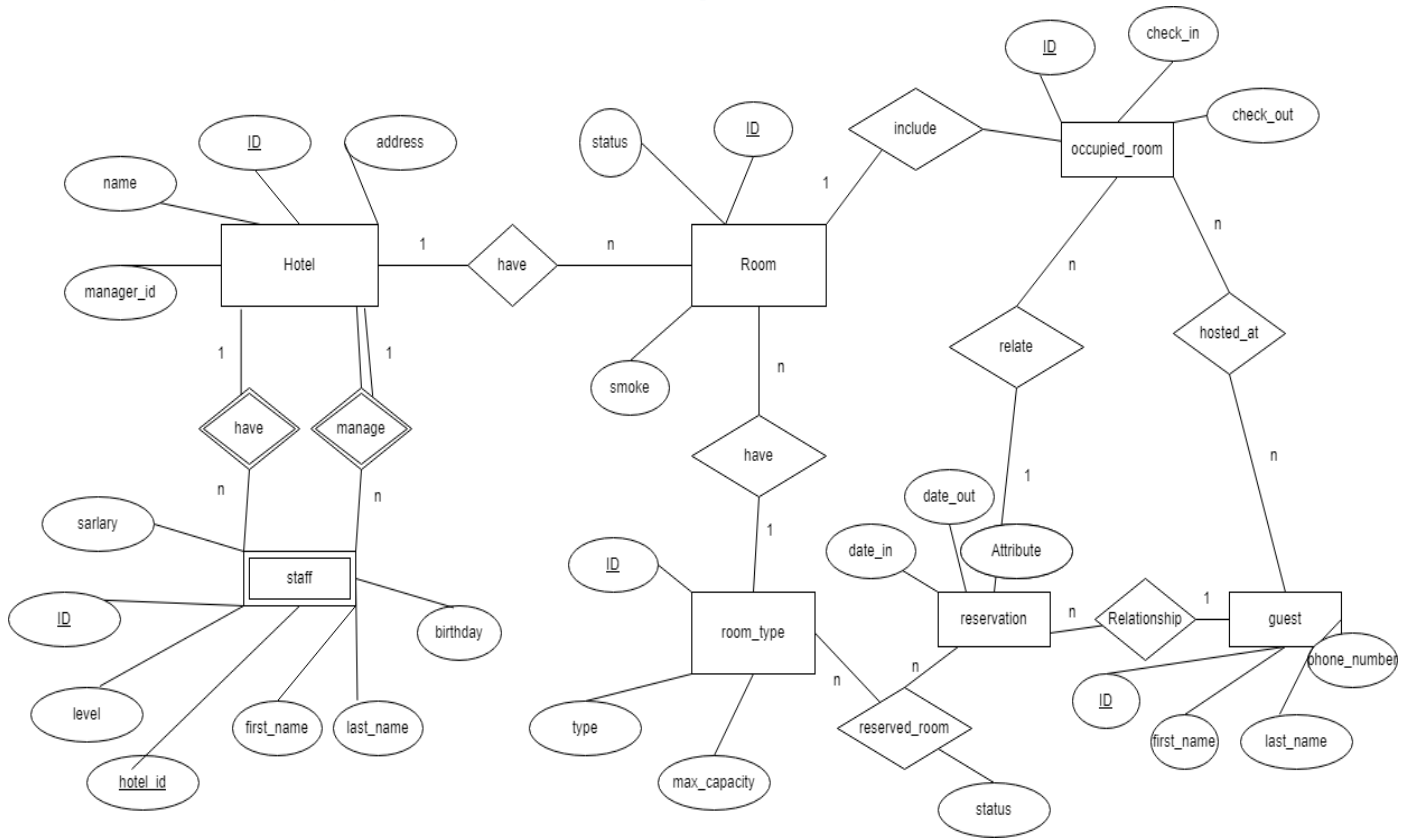 ID
check_in
check_out
include
occupied_room
ID
address
status
ID
name
1
n
Hotel
1
have
n
Room
manager_id
n
hosted_at
1
1
relate
n
smoke
have
manage
have
n
n
n
date_out
1
sarlary
1
date_in
Attribute
ID
staff
ID
birthday
room_type
reservation
n
Relationship
1
guest
phone_number
n
n
level
first_name
last_name
type
reserved_room
ID
first_name
last_name
hotel_id
max_capacity
status